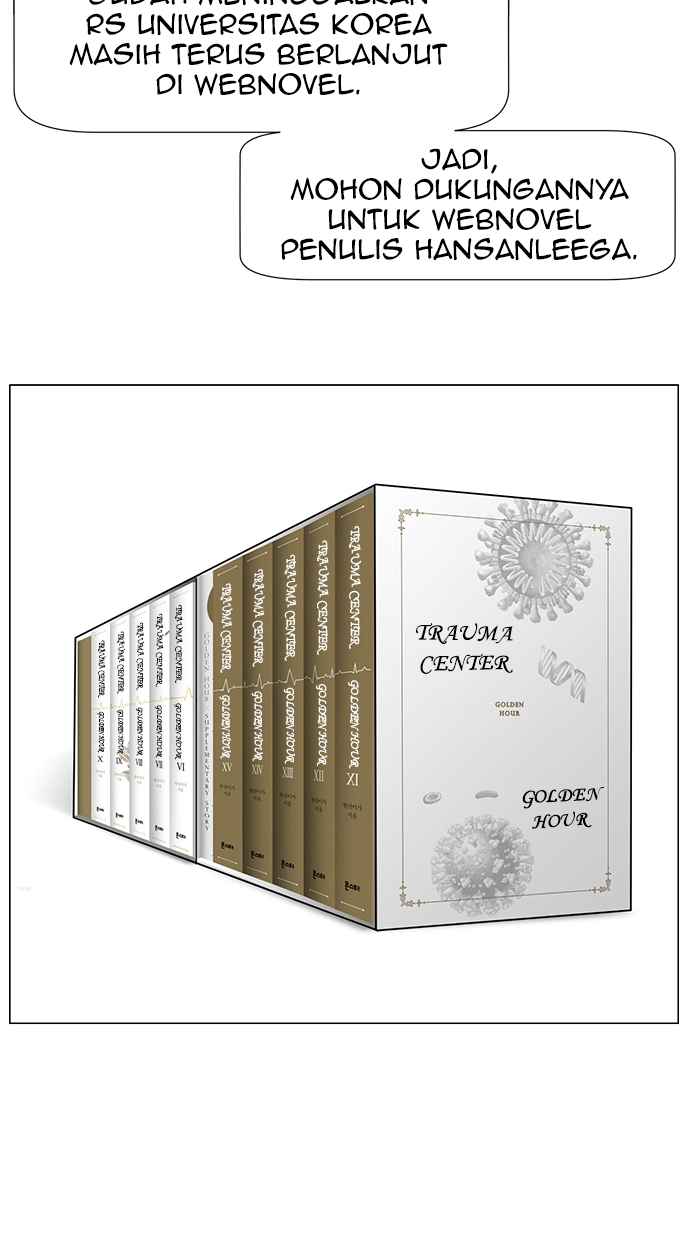 SUDAH MENINGGALKAN
RS UNIVERSITAS KOREA
MASIH TERUS BERLANJUT
DI WEBNOVEL.
JADI,
MOHON DUKUNGANNYA
UNTUK WEBNOVEL
PENULIS HANSANLEEGA.
TRAUMA CENTER GOLDEN HOUR X
TRAUMA CENTER GOLDEN HOUR IX
TRAUMA CENTER GOLDEN HOUR VIII
TRAUMA CENTER GOLDEN HOUR VII
TRAUMA CENTER GOLDEN HOUR VI
GOLDEN HOUR SUPPLEMENTARY STORY
TRAUMA CENTER GOLDEN HOUR XV
TRAUMA CENTER GOLDEN HOUR XIV
TRAUMA CENTER GOLDEN HOUR XIII
TRAUMA CENTER GOLDEN HOUR XII
TRAUMA CENTER GOLDEN HOUR XI
TRAUMA
CENTER
GOLDEN
HOUR
GOLDEN
HOUR